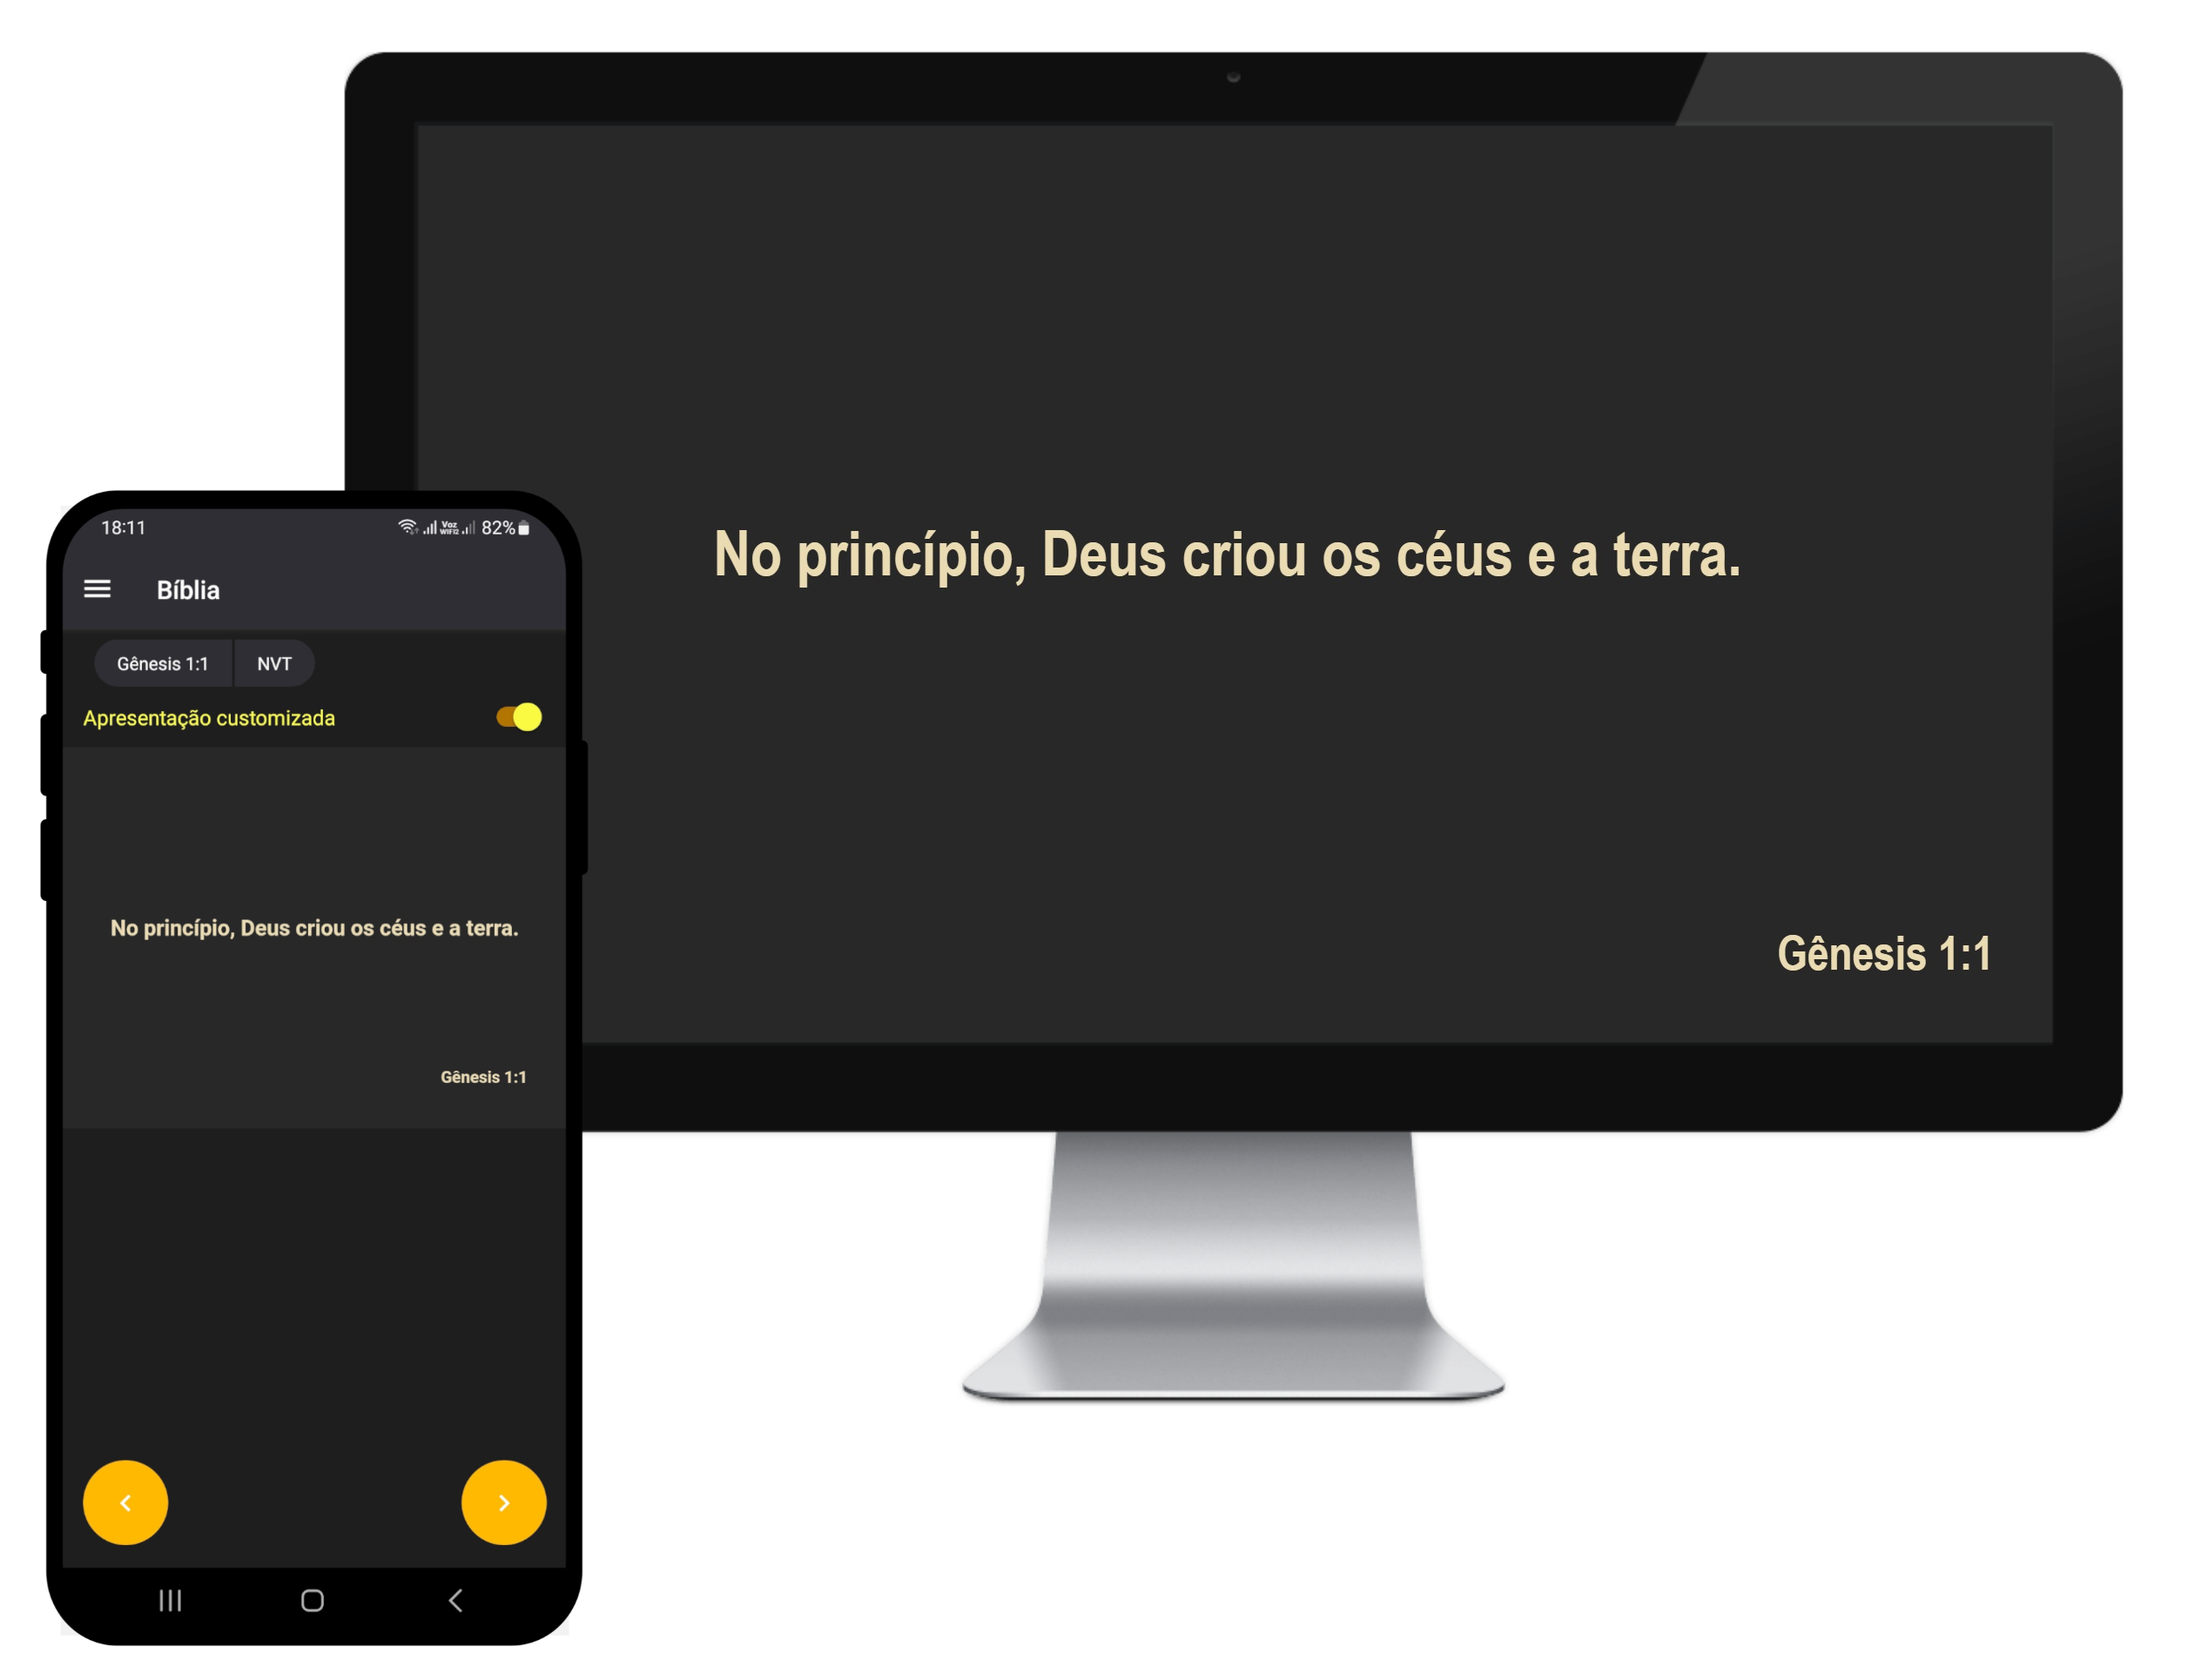 No princípio, Deus criou os céus e a terra.
Gênesis 1:1
18:11
Voz
WiFi2
82%
Bíblia
Gênesis 1:1
NVT
Apresentação customizada
No princípio, Deus criou os céus e a terra.
Gênesis 1:1